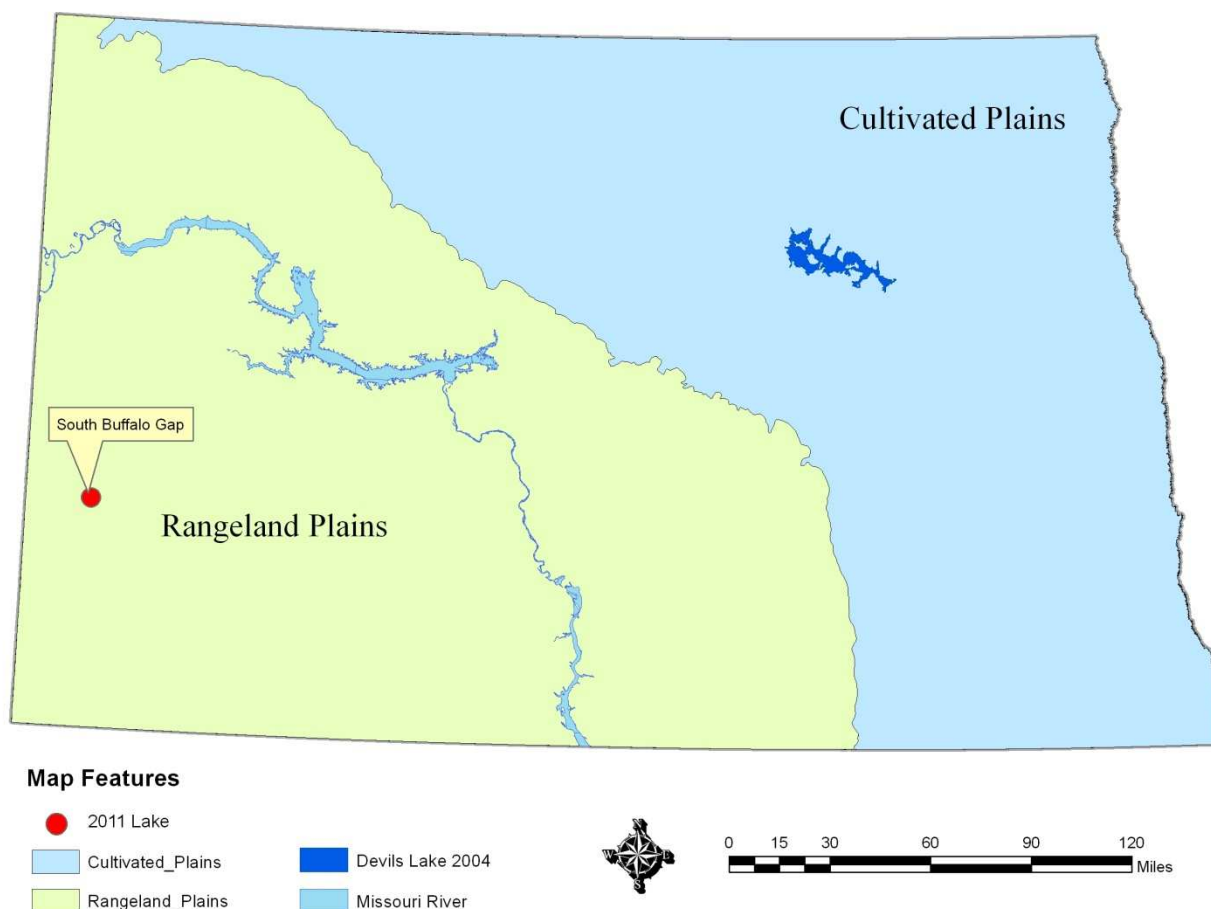 Cultivated Plains
South Buffalo Gap
Rangeland Plains
Map Features
2011 Lake
Cultivated_Plains
Rangeland_Plains
Devils Lake 2004
Missouri River
N
W E
S
0 15 30 60 90 120
Miles